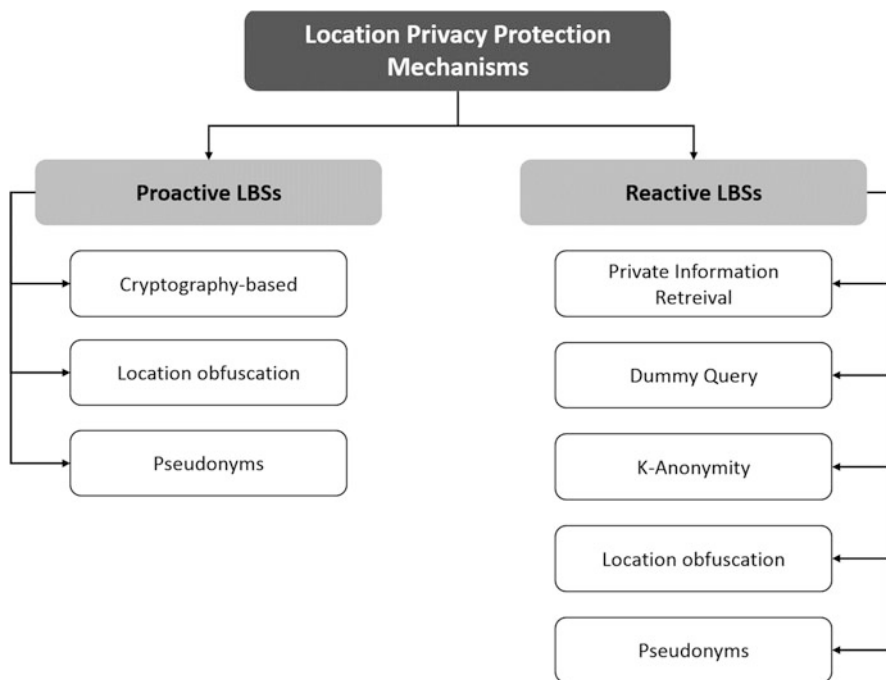 Location Privacy Protection
Mechanisms
Proactive LBSs
Cryptography-based
Location obfuscation
Pseudonyms
Reactive LBSs
Private Information
Retreival
Dummy Query
K-Anonymity
Location obfuscation
Pseudonyms